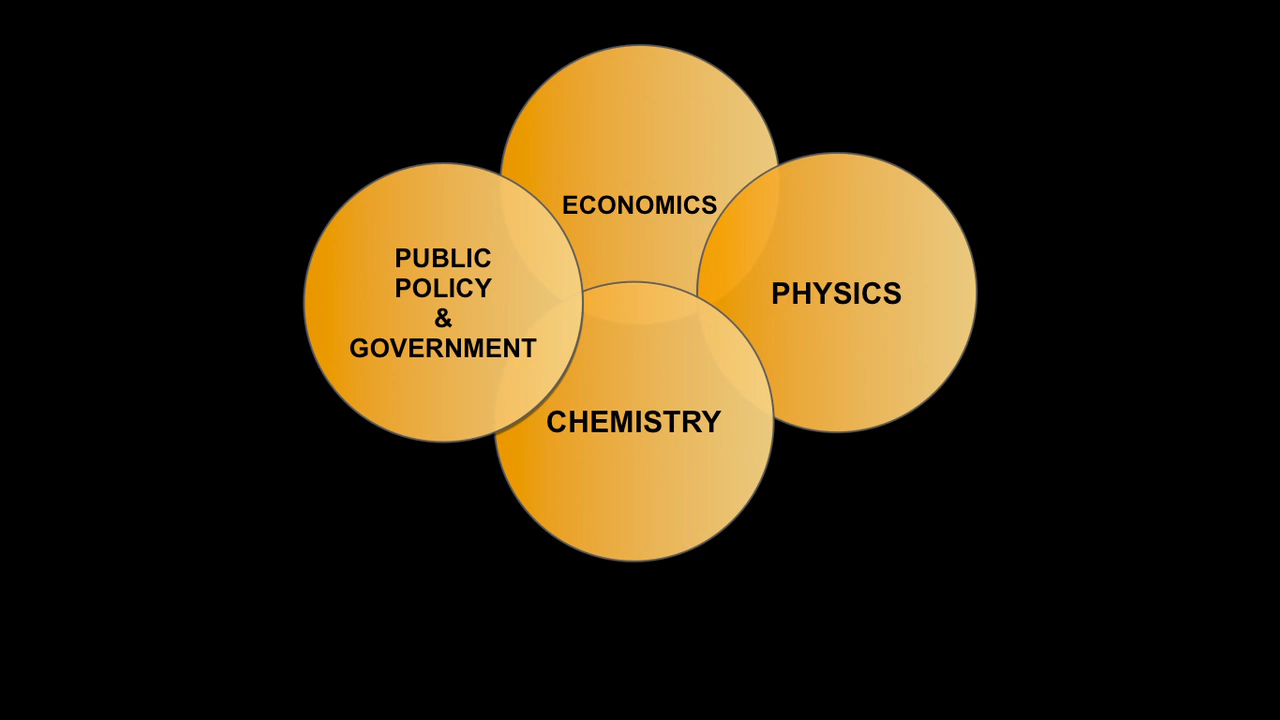 ECONOMICS
PUBLIC
POLICY
&
GOVERNMENT
PHYSICS
CHEMISTRY